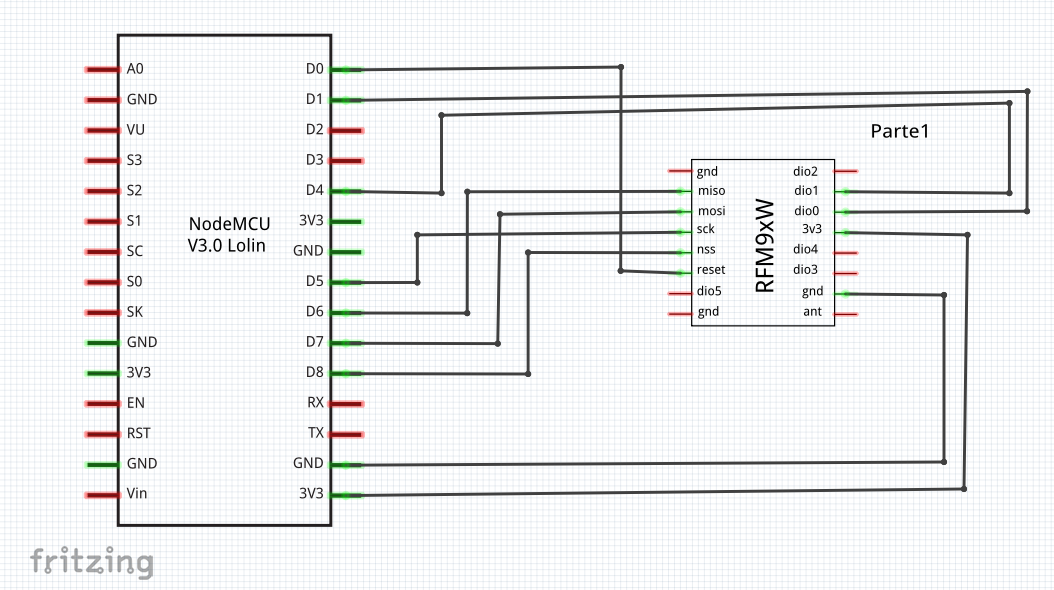 A0
GND
VU
S3
S2
S1
SC
S0
SK
GND
3V3
EN
RST
GND
Vin
NodeMCU
V3.0 Lolin
D0
D1
D2
D3
D4
3V3
GND
D5
D6
D7
D8
RX
TX
GND
3V3
Parte1
gnd
miso
mosi
sck
nss
reset
dio5
gnd
RFM9xW
dio2
dio1
dio0
3v3
dio4
dio3
gnd
ant
fritzing